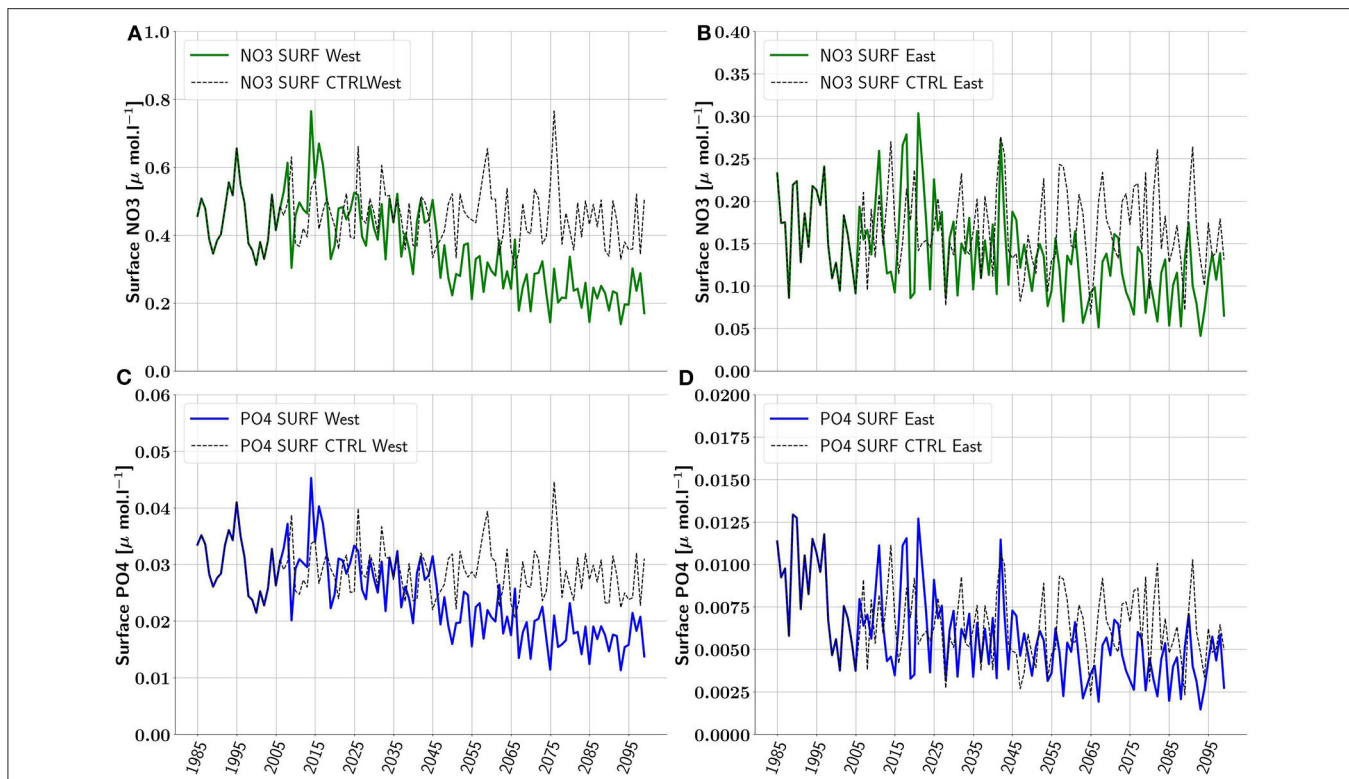 A
1.0
0.8
0.6
0.4
0.2
0.0
Surface NO3 [μ mol.l⁻¹]
NO3 SURF West
NO3 SURF CTRLWest
B
0.40
0.35
0.30
0.25
0.20
0.15
0.10
0.05
0.00
Surface NO3 [μ mol.l⁻¹]
NO3 SURF East
NO3 SURF CTRL East
C
0.06
0.05
0.04
0.03
0.02
0.01
0.00
Surface PO4 [μ mol.l⁻¹]
PO4 SURF West
PO4 SURF CTRL West
1985 1995 2005 2015 2025 2035 2045 2055 2065 2075 2085 2095
D
0.0200
0.0175
0.0150
0.0125
0.0100
0.0075
0.0050
0.0025
0.0000
Surface PO4 [μ mol.l⁻¹]
PO4 SURF East
PO4 SURF CTRL East
1985 1995 2005 2015 2025 2035 2045 2055 2065 2075 2085 2095